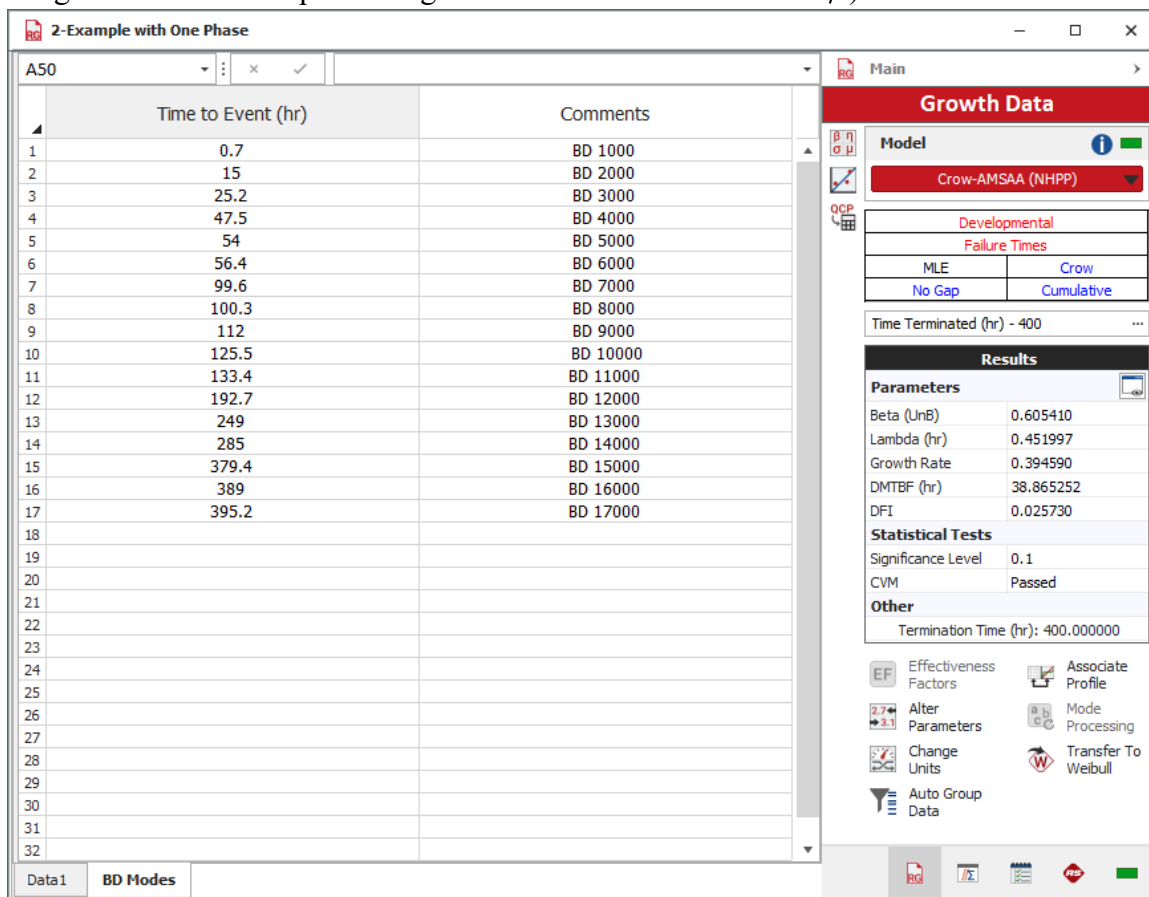 2-Example with One Phase
A50
Time to Event (hr) Comments
1 0.7 BD 1000
2 15 BD 2000
3 25.2 BD 3000
4 47.5 BD 4000
5 54 BD 5000
6 56.4 BD 6000
7 99.6 BD 7000
8 100.3 BD 8000
9 112 BD 9000
10 125.5 BD 10000
11 133.4 BD 11000
12 192.7 BD 12000
13 249 BD 13000
14 285 BD 14000
15 379.4 BD 15000
16 389 BD 16000
17 395.2 BD 17000
18
19
20
21
22
23
24
25
26
27
28
29
30
31
32
Data1 BD Modes
RG Main
Growth Data
β η
σ μ
QCP
Model
Crow-AMSAA (NHPP)
Developmental
Failure Times
MLE Crow
No Gap Cumulative
Time Terminated (hr) - 400 ...
Results
Parameters
Beta (UnB) 0.605410
Lambda (hr) 0.451997
Growth Rate 0.394590
DMTBF (hr) 38.865252
DFI 0.025730
Statistical Tests
Significance Level 0.1
CVM Passed
Other
Termination Time (hr): 400.000000
EF Effectiveness Factors
Associate Profile
2.7 3.1 Alter Parameters
a b c Mode Processing
Change Units
W Transfer To Weibull
Auto Group Data
RG